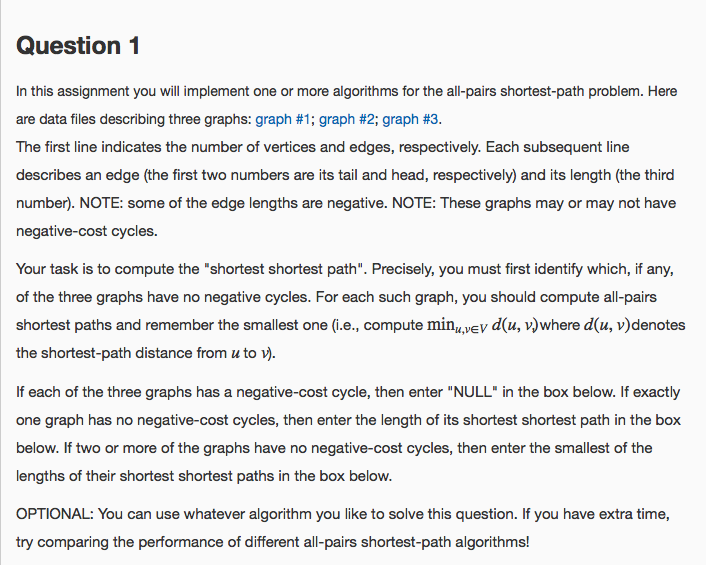 Question 1
In this assignment you will implement one or more algorithms for the all-pairs shortest-path problem. Here
are data files describing three graphs: graph #1; graph #2; graph #3.
The first line indicates the number of vertices and edges, respectively. Each subsequent line
describes an edge (the first two numbers are its tail and head, respectively) and its length (the third
number). NOTE: some of the edge lengths are negative. NOTE: These graphs may or may not have
negative-cost cycles.
Your task is to compute the "shortest shortest path". Precisely, you must first identify which, if any,
of the three graphs have no negative cycles. For each such graph, you should compute all-pairs
shortest paths and remember the smallest one (i.e., compute min_{u,v∈V} d(u, v) where d(u, v) denotes
the shortest-path distance from u to v).
If each of the three graphs has a negative-cost cycle, then enter "NULL" in the box below. If exactly
one graph has no negative-cost cycles, then enter the length of its shortest shortest path in the box
below. If two or more of the graphs have no negative-cost cycles, then enter the smallest of the
lengths of their shortest shortest paths in the box below.
OPTIONAL: You can use whatever algorithm you like to solve this question. If you have extra time,
try comparing the performance of different all-pairs shortest-path algorithms!